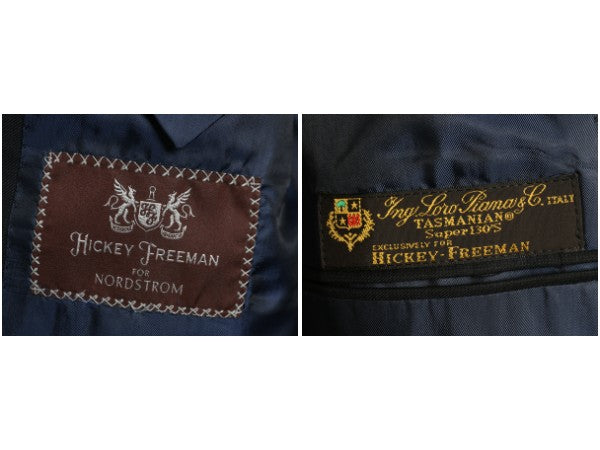 HICKEY FREEMAN
FOR
NORDSTROM
Ing. Loro Piana & C. ITALY
TASMANIAN®
Super 130'S
EXCLUSIVELY FOR
HICKEY-FREEMAN